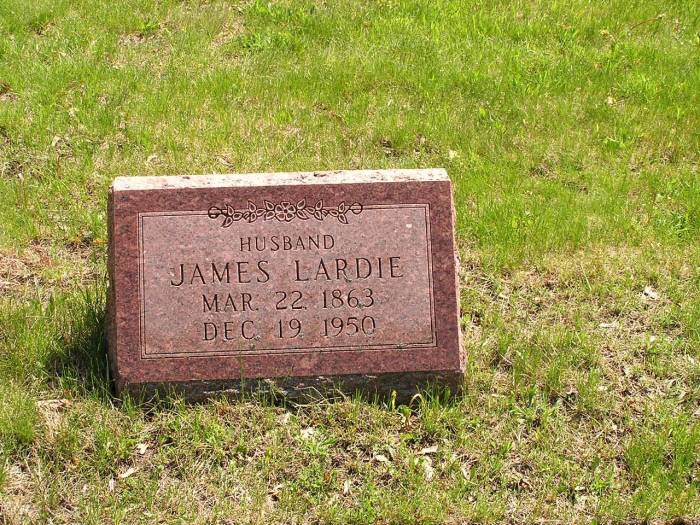 HUSBAND
JAMES LARDIE
MAR. 22, 1863
DEC. 19, 1950